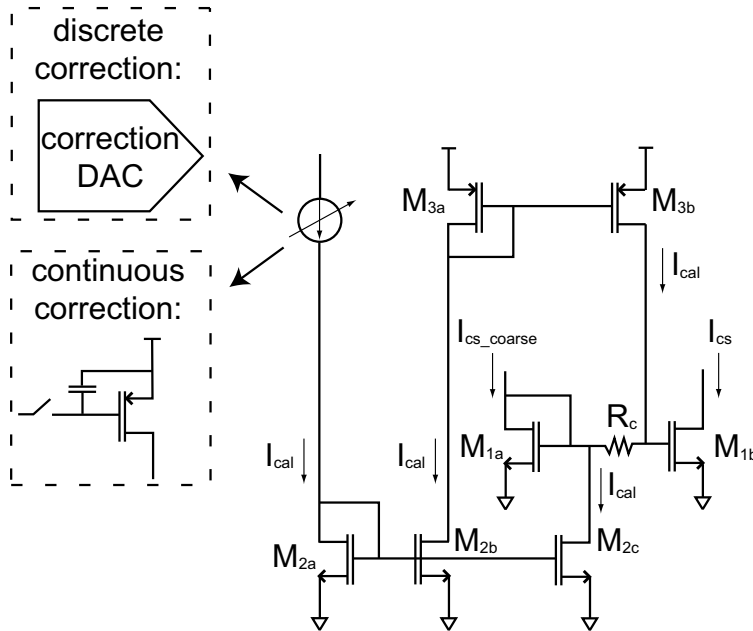 discrete
correction:
correction
DAC
continuous
correction:
M3a
M3b
Ical
Ics_coarse
Ics
Rc
M1a
M1b
Ical
Ical
Ical
M2a
M2b
M2c